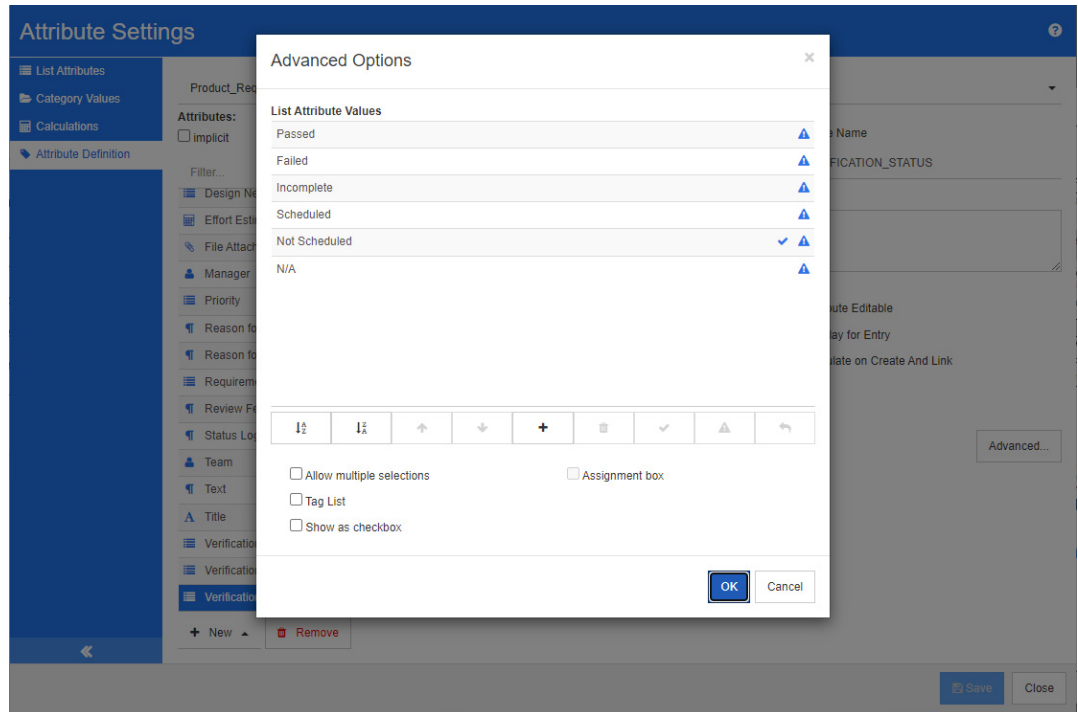 Attribute Settings
List Attributes
Category Values
Calculations
Attribute Definition
Product_Req
Attributes:
implicit
Filter...
Design Ne
Effort Esti
File Attach
Manager
Priority
Reason fo
Reason fo
Requirem
Review Fe
Status Log
Team
Text
Title
Verification
Verification
Verification
New
Remove
Advanced Options
List Attribute Values
Passed
Failed
Incomplete
Scheduled
Not Scheduled
N/A
Allow multiple selections
Assignment box
Tag List
Show as checkbox
OK
Cancel
e Name
FICATION_STATUS
bute Editable
lay for Entry
ulate on Create And Link
Advanced...
Save
Close